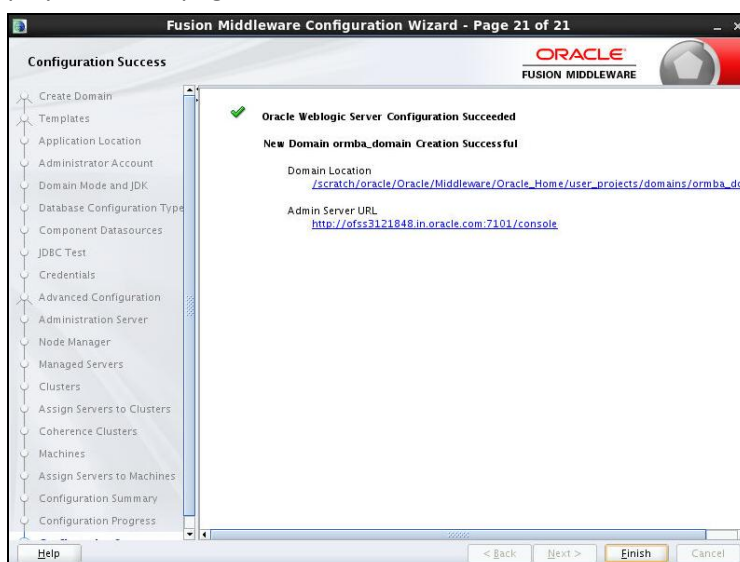 Fusion Middleware Configuration Wizard - Page 21 of 21
Configuration Success
ORACLE
FUSION MIDDLEWARE
Create Domain
Templates
Application Location
Administrator Account
Domain Mode and JDK
Database Configuration Type
Component Datasources
JDBC Test
Credentials
Advanced Configuration
Administration Server
Node Manager
Managed Servers
Clusters
Assign Servers to Clusters
Coherence Clusters
Machines
Assign Servers to Machines
Configuration Summary
Configuration Progress
Oracle Weblogic Server Configuration Succeeded
New Domain ormba_domain Creation Successful
Domain Location
/scratch/oracle/Oracle/Middleware/Oracle_Home/user_projects/domains/ormba_do
Admin Server URL
http://ofss3121848.in.oracle.com:7101/console
Help
< Back
Next >
Finish
Cancel